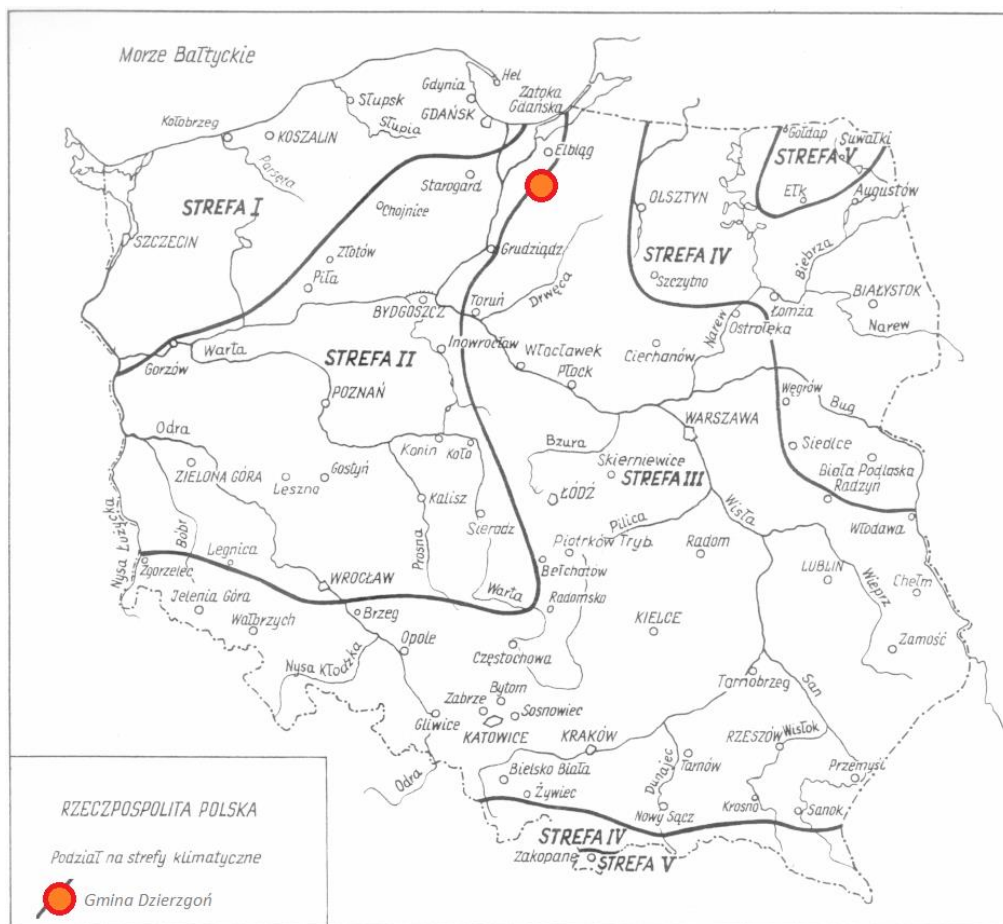 Morze Bałtyckie
Hel
Gdynia
Zatoka
Gdańska
GDAŃSK
Słupsk
Słupia
Kołobrzeg
KOSZALIN
Parsęta
Elbląg
Gołdap
Suwałki
STREFA V
Starogard
OLSZTYN
Ełk
Augustów
STREFA I
Chojnice
SZCZECIN
Grudziądz
STREFA IV
Złotów
Szczytno
Biebrza
Piła
Drwęca
BYDGOSZCZ
Toruń
Łomża
BIAŁYSTOK
Narew
Ostrołęka
Narew
Inowrocław
Warta
Gorzów
STREFA II
Włocławek
Ciechanów
Płock
POZNAŃ
Węgrów
Bug
WARSZAWA
Odra
Bzura
Konin
Koło
Siedlce
ZIELONA GÓRA
Leszno
Gostyń
Skierniewice
Biała Podlaska
STREFA III
Radzyń
ŁÓDŹ
Kalisz
Wisła
Nysa Łużycka
Bóbr
Sieradz
Pilica
Włodawa
Prosna
Legnica
Piotrków Tryb.
Radom
Zgorzelec
Bełchatów
WROCŁAW
LUBLIN
Wieprz
Chełm
Jelenia Góra
Warta
Radomsko
Brzeg
Wałbrzych
KIELCE
Opole
Zamość
Nysa Kłodzka
Częstochowa
Tarnobrzeg
San
Bytom
Zabrze
Sosnowiec
Gliwice
KATOWICE
KRAKÓW
RZESZÓW
Wisłok
Odra
Bielsko Biała
Dunajec
Tarnów
Przemyśl
Żywiec
Nowy Sącz
Krosno
Sanok
STREFA IV
Zakopane
STREFA V
RZECZPOSPOLITA POLSKA
Podział na strefy klimatyczne
Gmina Dzierzgoń